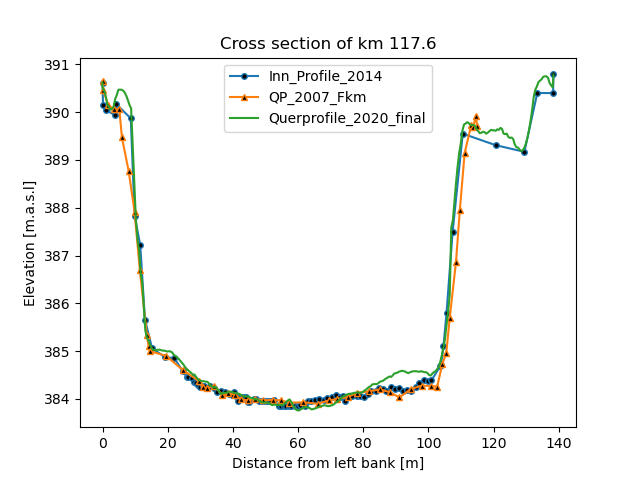 Cross section of km 117.6
Inn_Profile_2014
QP_2007_Fkm
Querprofile_2020_final
Elevation [m.a.s.l]
391
390
389
388
387
386
385
384
0 20 40 60 80 100 120 140
Distance from left bank [m]